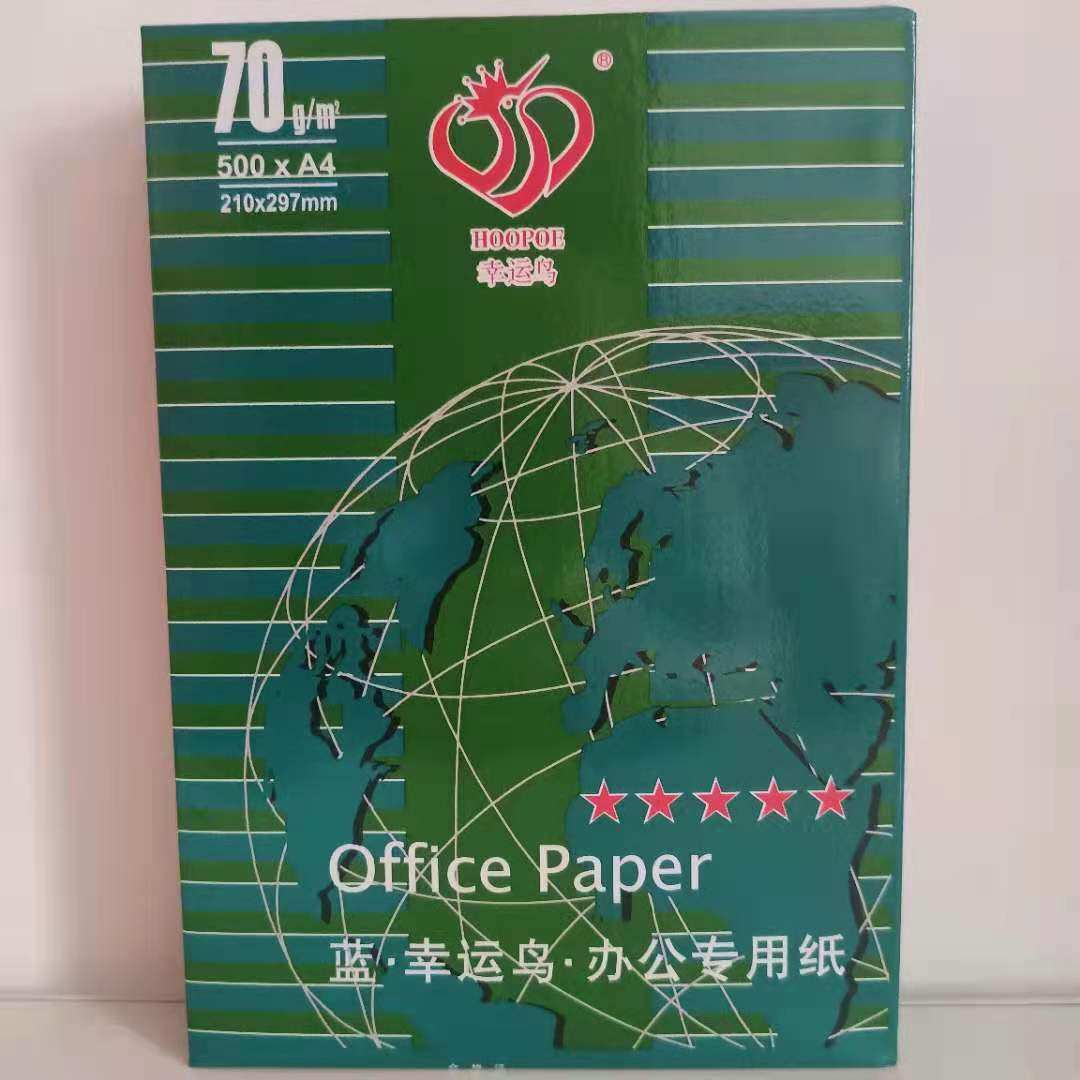 70 g/m²
500 x A4
210x297mm
®
HOOPOE
幸运鸟
Office Paper
蓝·幸运鸟·办公专用纸